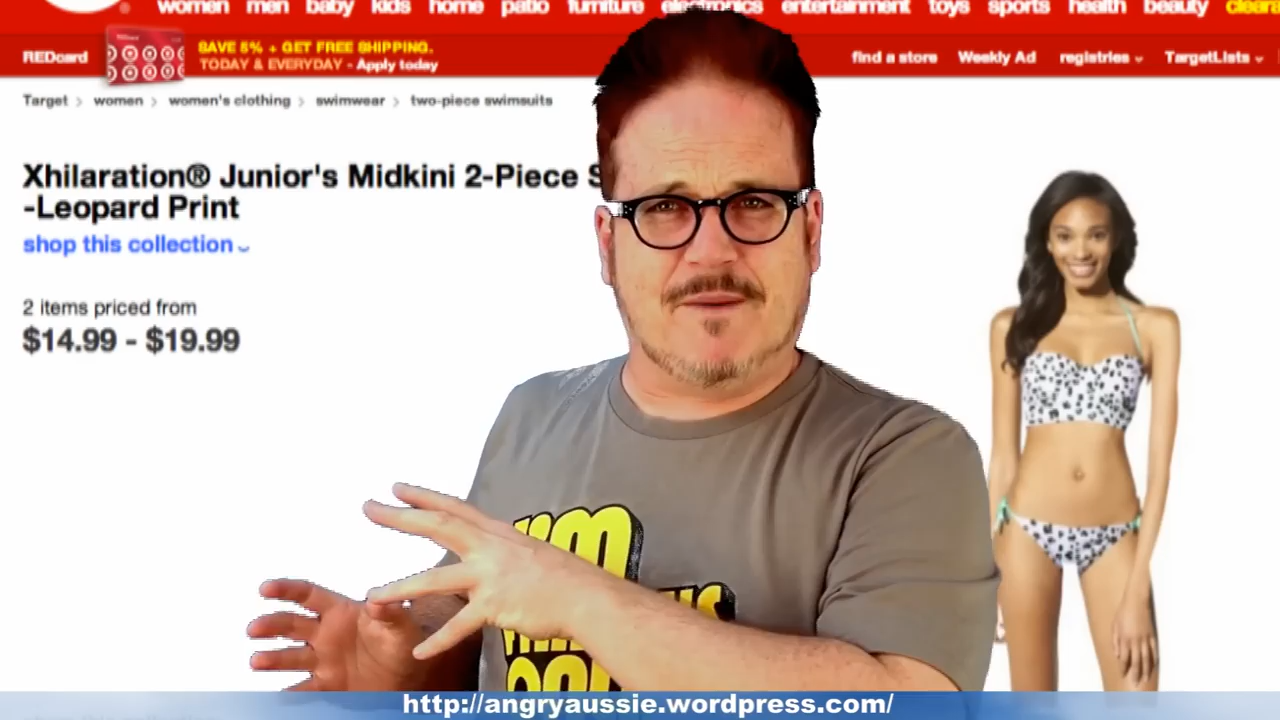 women men baby kids home patio furniture electronics entertainment toys sports health beauty
REDcard SAVE 5% + GET FREE SHIPPING. find a store Weekly Ad registries TargetLists
TODAY & EVERYDAY - Apply today
Target > women > women's clothing > swimwear > two-piece swimsuits
Xhilaration® Junior's Midkini 2-Piece S
-Leopard Print
shop this collection
2 items priced from
$14.99 - $19.99
I'M
http://angryaussie.wordpress.com/